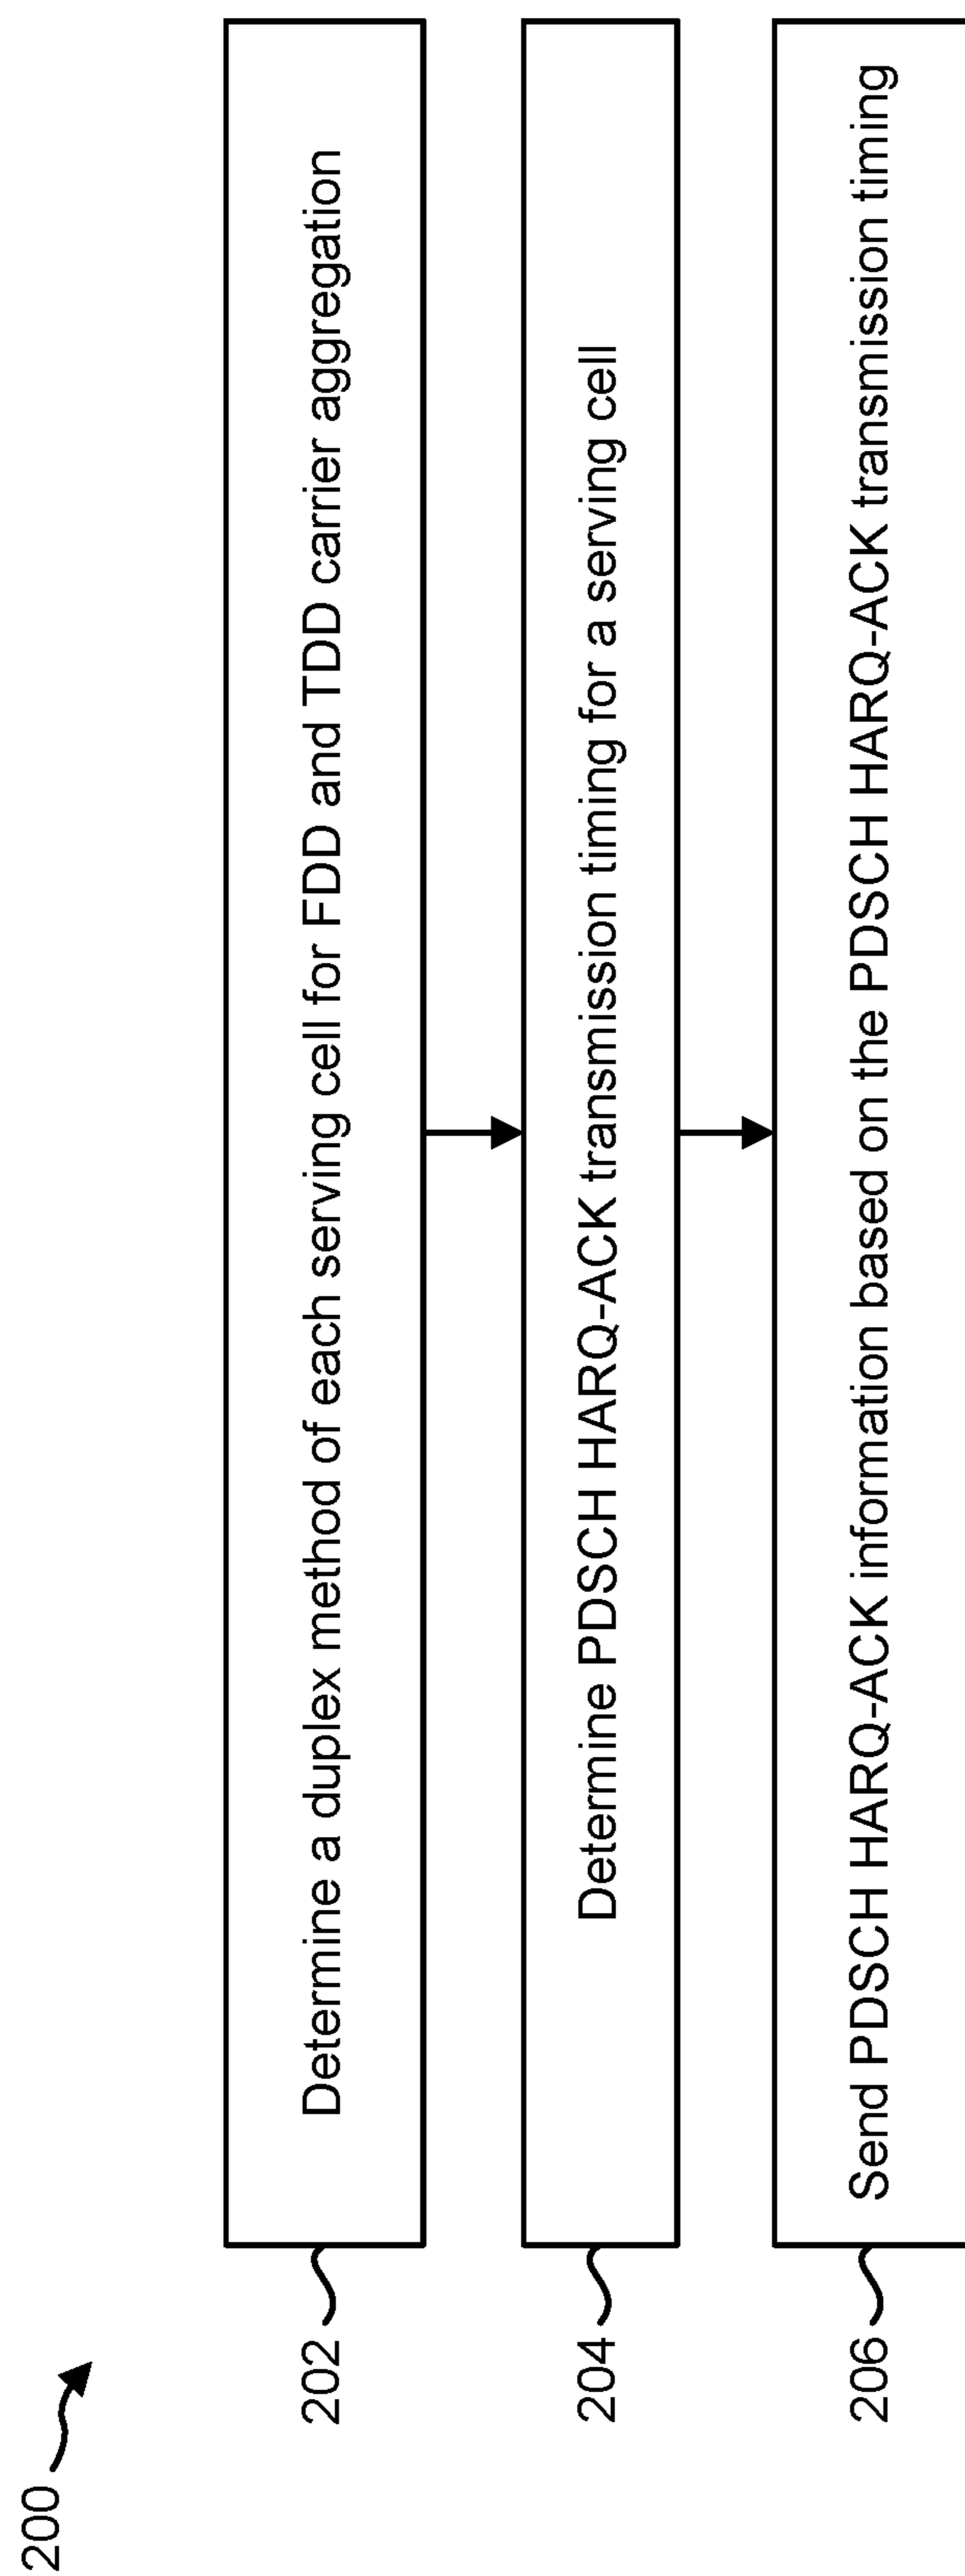 200
202
Determine a duplex method of each serving cell for FDD and TDD carrier aggregation
204
Determine PDSCH HARQ-ACK transmission timing for a serving cell
206
Send PDSCH HARQ-ACK information based on the PDSCH HARQ-ACK transmission timing